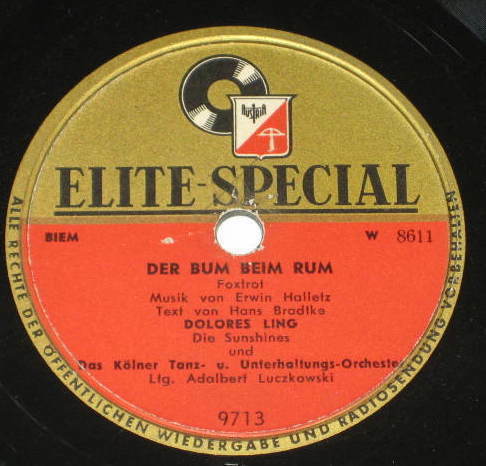 AUSTRIA
ELITE-SPECIAL
BIEM
W 8611
DER BUM BEIM RUM
Foxtrot
Musik von Erwin Halletz
Text von Hans Bradtke
DOLORES LING
Die Sunshines
und
Das Kölner Tanz- u. Unterhaltungs-Orchester
Ltg. Adalbert Luczkowski
9713
ALLE RECHTE DER ÖFFENTLICHEN WIEDERGABE UND RADIOSENDUNG VORBEHALTEN